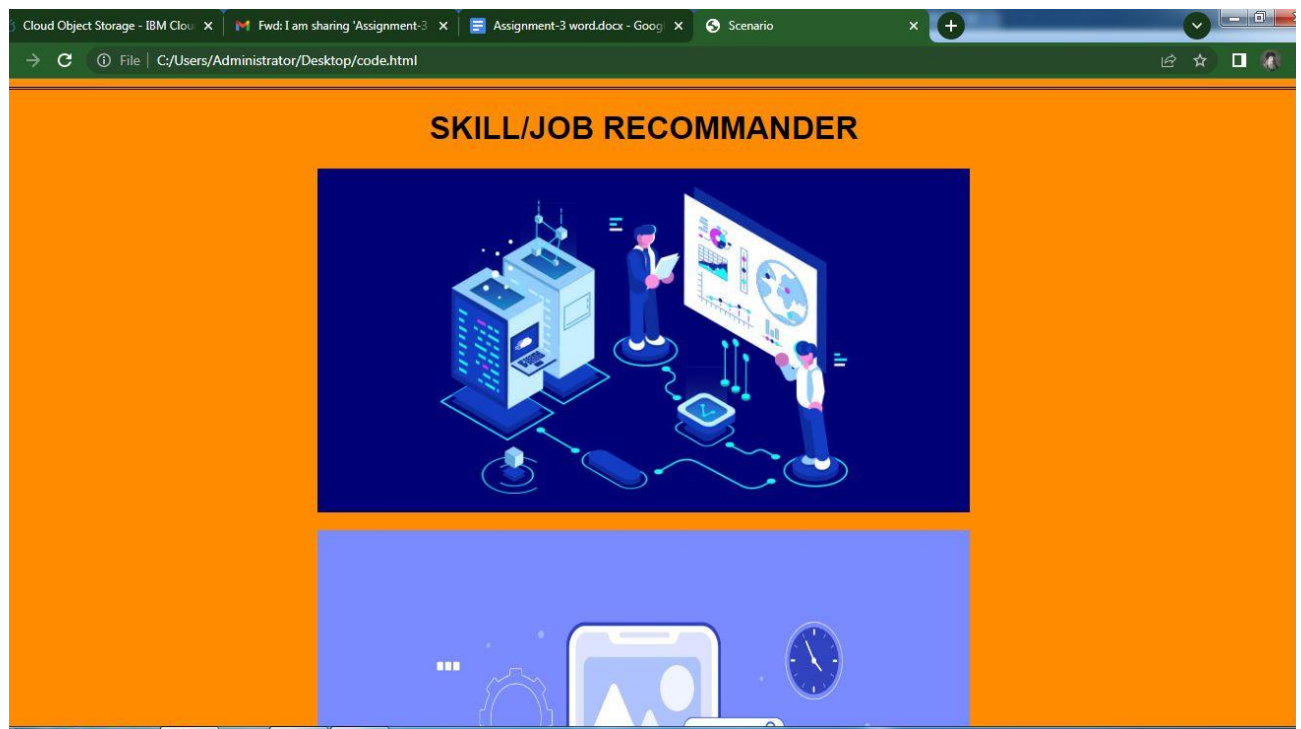 Cloud Object Storage - IBM Clou
Fwd: I am sharing 'Assignment-3
Assignment-3 word.docx - Goog
Scenario
File | C:/Users/Administrator/Desktop/code.html
SKILL/JOB RECOMMANDER